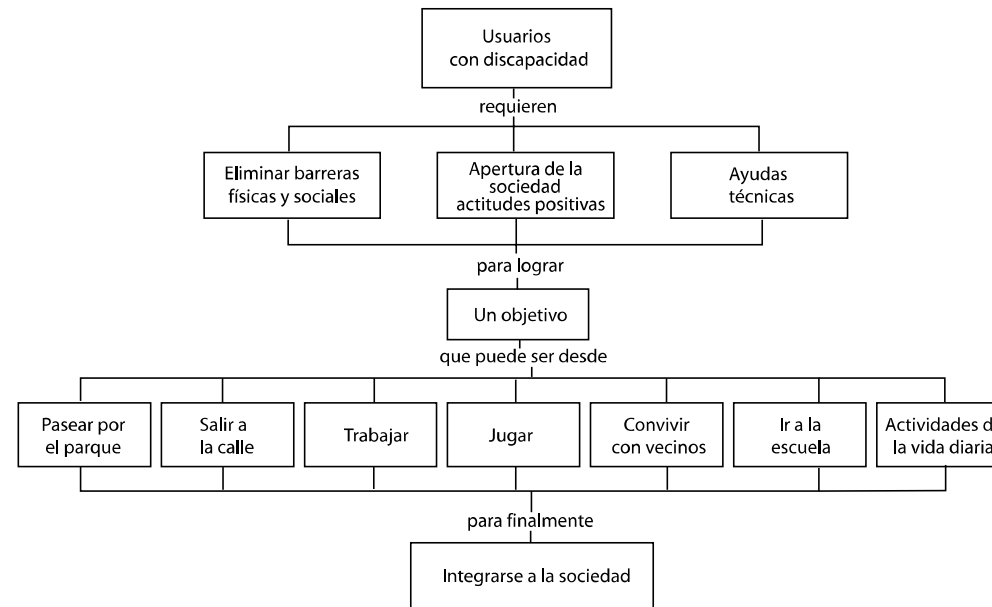 Usuarios
con discapacidad
requieren
Eliminar barreras
físicas y sociales
Apertura de la
sociedad
actitudes positivas
Ayudas
técnicas
para lograr
Un objetivo
que puede ser desde
Pasear por
el parque
Salir a
la calle
Trabajar
Jugar
Convivir
con vecinos
Ir a la
escuela
Actividades d
la vida diaria
para finalmente
Integrarse a la sociedad